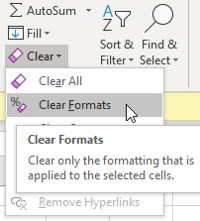 AutoSum
Fill
Clear
Sort &
Filter
Find &
Select
Clear All
Clear Formats
Clear Formats
Clear only the formatting that is
applied to the selected cells.
Remove Hyperlinks